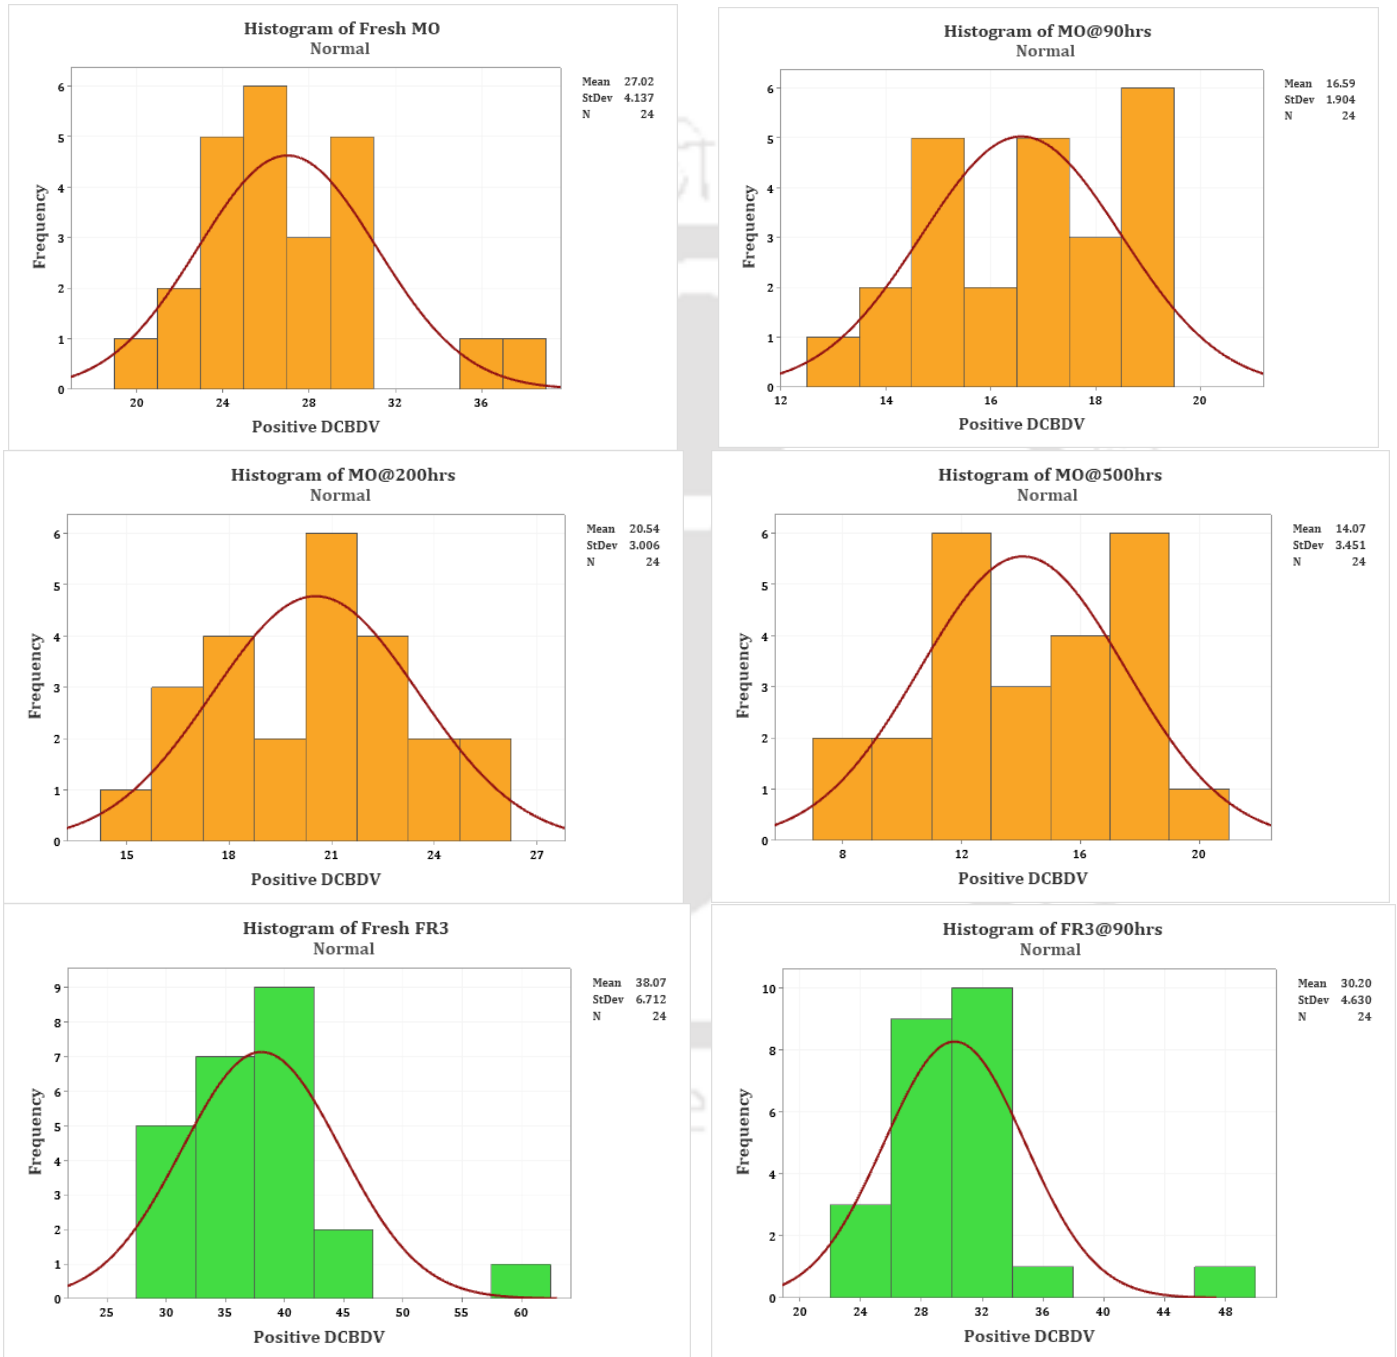 Histogram of Fresh MO
Normal
Mean 27.02
StDev 4.137
N 24
Frequency
6
5
4
3
2
1
0
20 24 28 32 36
Positive DCBDV
Histogram of MO@90hrs
Normal
Mean 16.59
StDev 1.904
N 24
Frequency
6
5
4
3
2
1
0
12 14 16 18 20
Positive DCBDV
Histogram of MO@200hrs
Normal
Mean 20.54
StDev 3.006
N 24
Frequency
6
5
4
3
2
1
0
15 18 21 24 27
Positive DCBDV
Histogram of MO@500hrs
Normal
Mean 14.07
StDev 3.451
N 24
Frequency
6
5
4
3
2
1
0
8 12 16 20
Positive DCBDV
Histogram of Fresh FR3
Normal
Mean 38.07
StDev 6.712
N 24
Frequency
9
8
7
6
5
4
3
2
1
0
25 30 35 40 45 50 55 60
Positive DCBDV
Histogram of FR3@90hrs
Normal
Mean 30.20
StDev 4.630
N 24
Frequency
10
8
6
4
2
0
20 24 28 32 36 40 44 48
Positive DCBDV